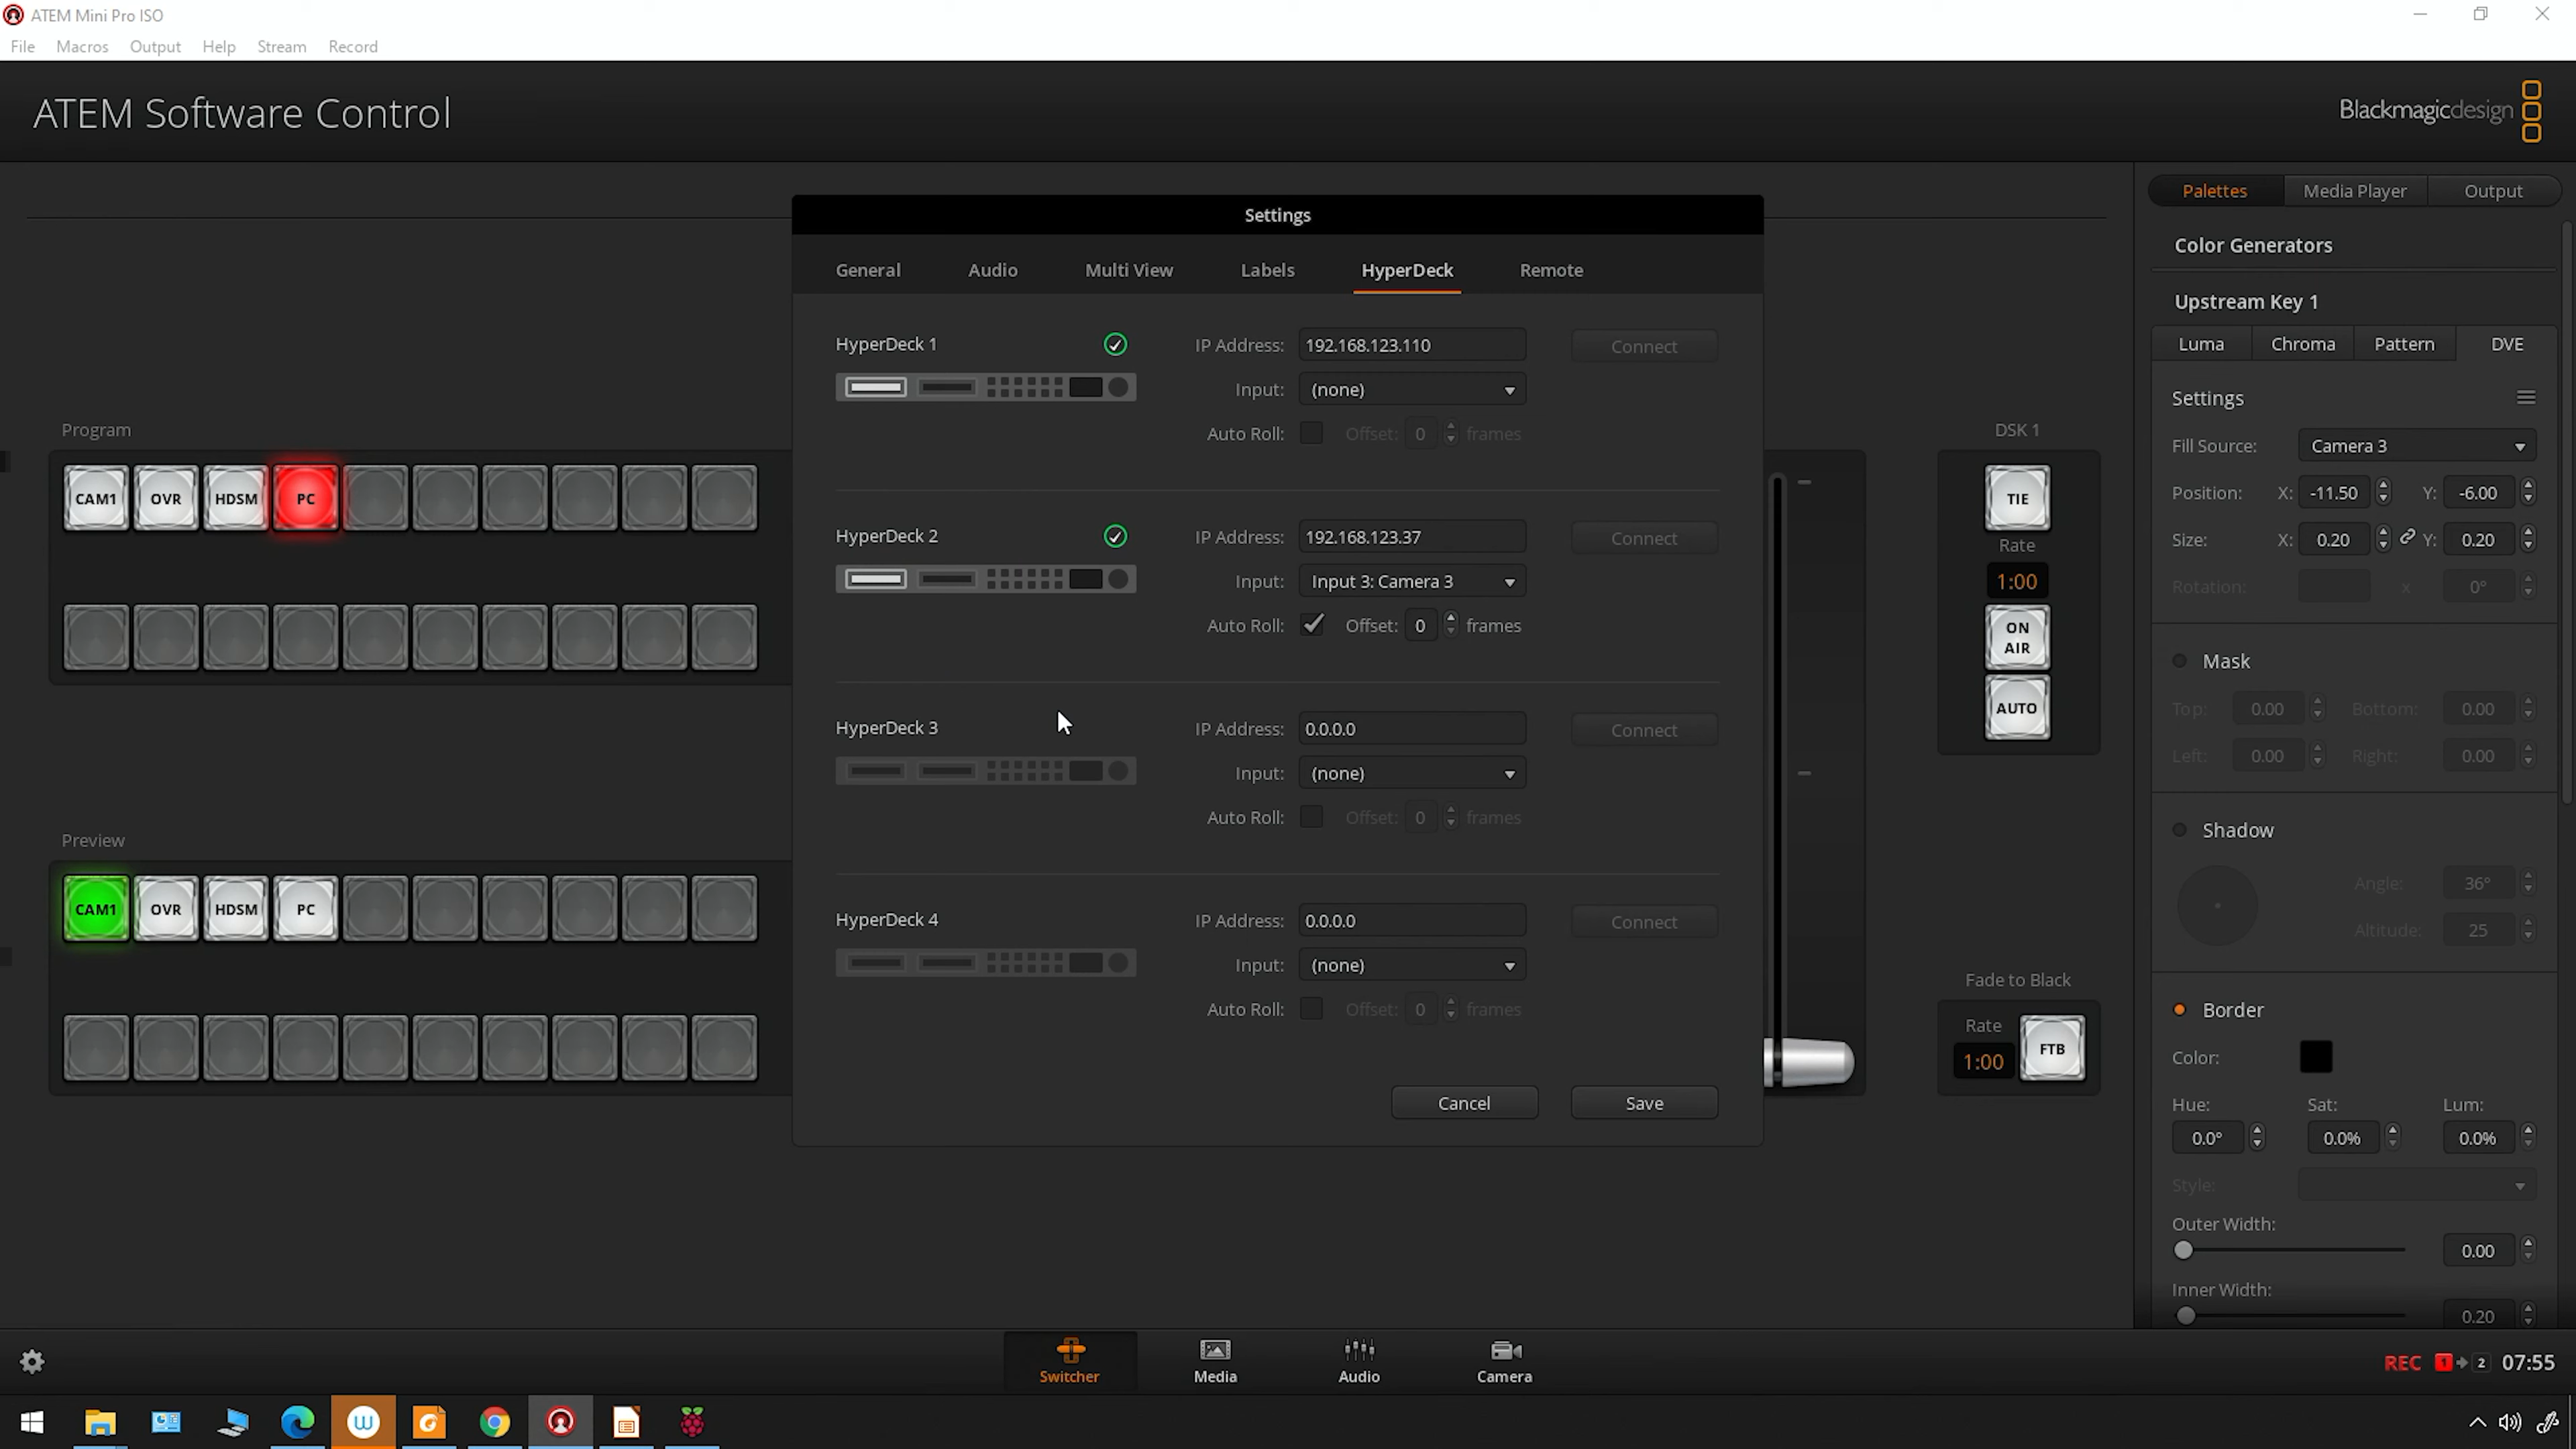 ATEM Mini Pro ISO
File Macros Output Help Stream Record
ATEM Software Control
Blackmagicdesign
Palettes Media Player Output
Settings
General Audio Multi View Labels HyperDeck Remote
HyperDeck 1
IP Address: 192.168.123.110 Connect
Input: (none)
Auto Roll: Offset: 0 frames
HyperDeck 2
IP Address: 192.168.123.37 Connect
Input: Input 3: Camera 3
Auto Roll: Offset: 0 frames
HyperDeck 3
IP Address: 0.0.0.0 Connect
Input: (none)
Auto Roll: Offset: 0 frames
HyperDeck 4
IP Address: 0.0.0.0 Connect
Input: (none)
Auto Roll: Offset: 0 frames
Cancel Save
Program
CAM1 OVR HDSM PC
Preview
CAM1 OVR HDSM PC
DSK 1
TIE
Rate
1:00
ON
AIR
AUTO
Fade to Black
Rate
1:00
FTB
Color Generators
Upstream Key 1
Luma Chroma Pattern DVE
Settings
Fill Source: Camera 3
Position: X: -11.50 Y: -6.00
Size: X: 0.20 Y: 0.20
Rotation: x 0°
Mask
Top: 0.00 Bottom: 0.00
Left: 0.00 Right: 0.00
Shadow
Angle: 36°
Altitude: 25
Border
Color:
Hue: Sat: Lum:
0.0° 0.0% 0.0%
Style:
Outer Width:
0.00
Inner Width:
0.20
Switcher Media Audio Camera
REC 1 2 07:55